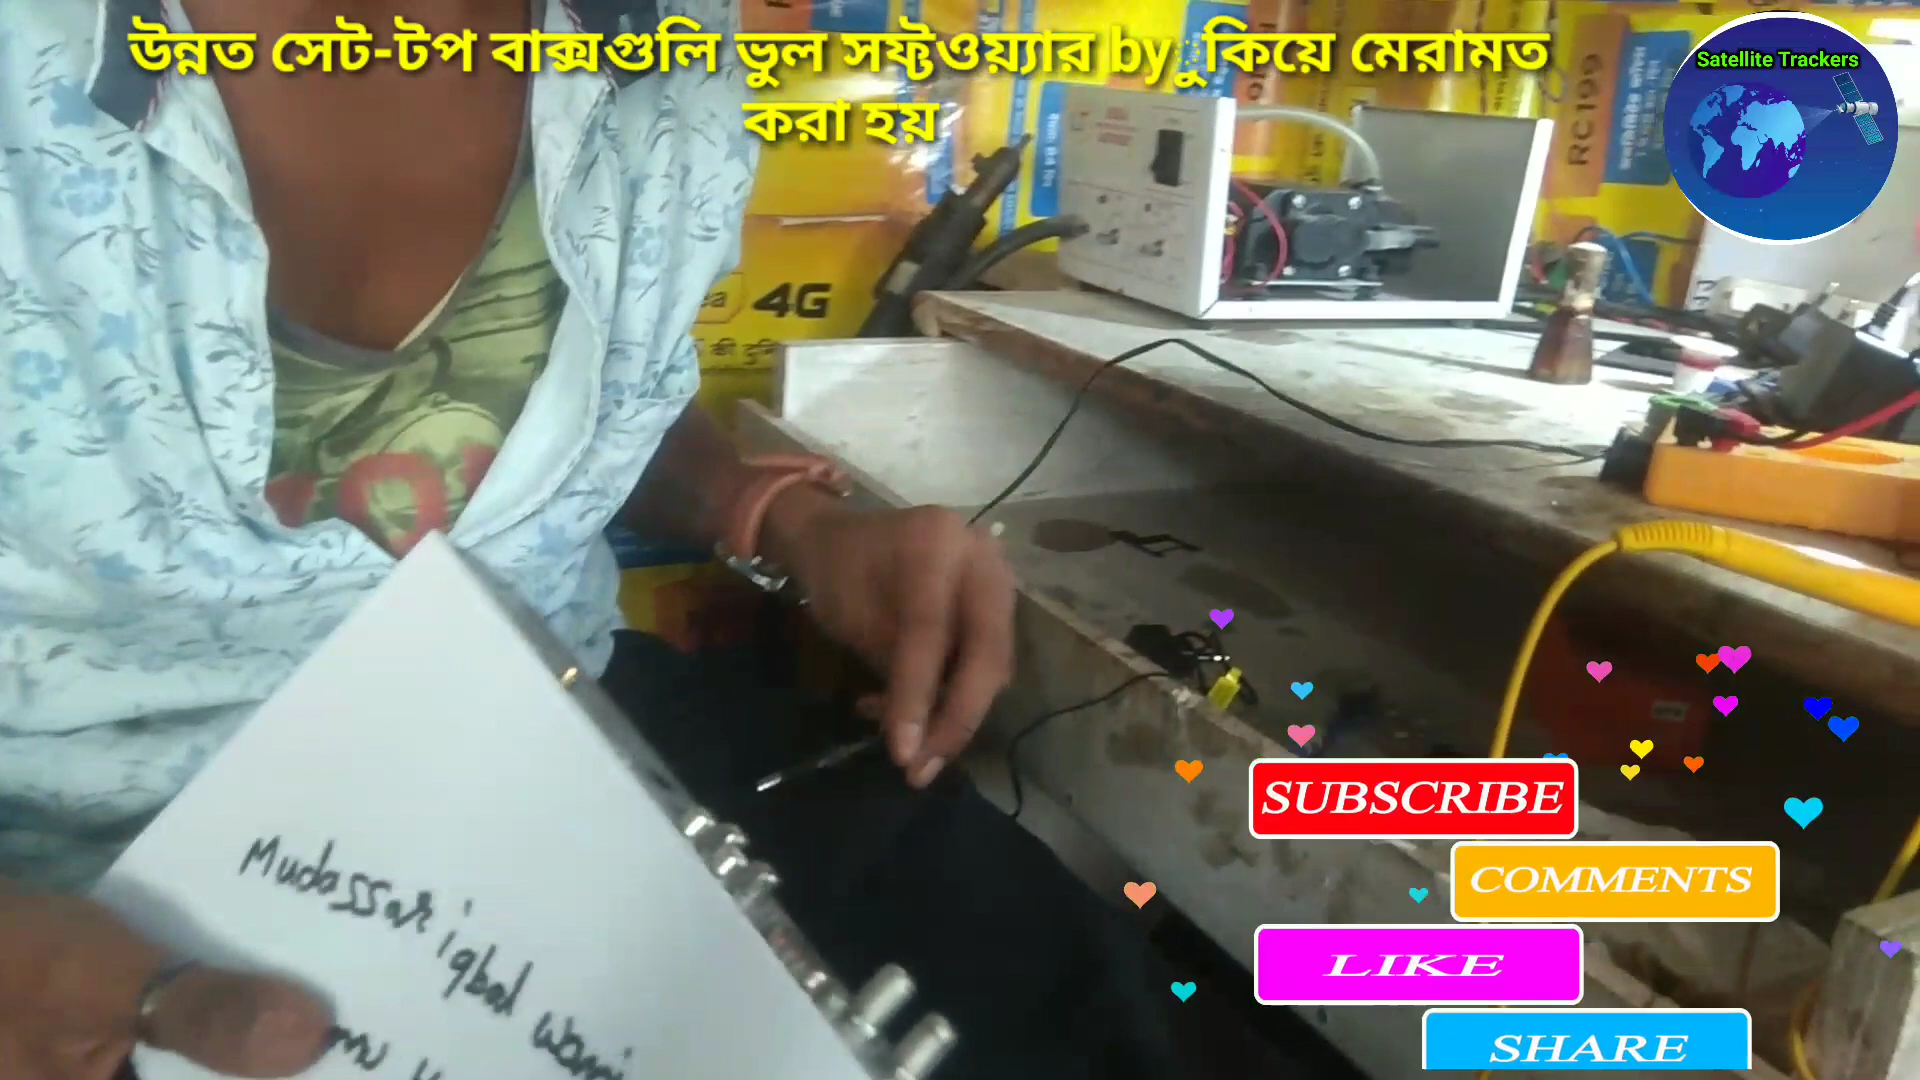 উন্নত সেট-টপ বাক্সগুলি ভুল সফ্টওয়্যার byুকিয়ে মেরামত
করা হয়
Satellite Trackers
RC199
4G
की
Mudassar iqbal wani
SUBSCRIBE
COMMENTS
LIKE
SHARE